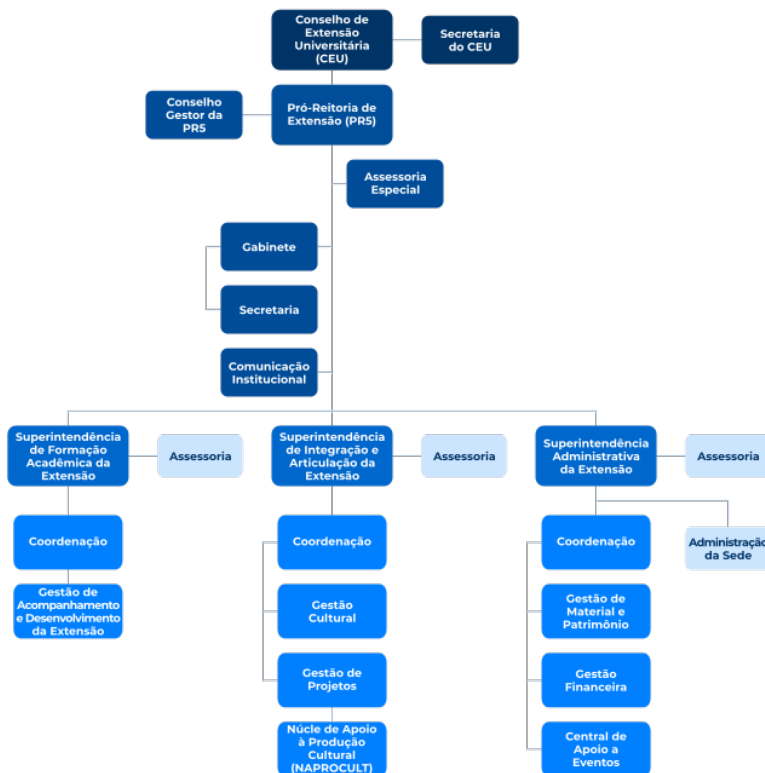 Conselho de
Extensão
Universitária
(CEU)
Secretaria
do CEU
Conselho
Gestor da
PR5
Pró-Reitoria de
Extensão (PR5)
Assessoria
Especial
Gabinete
Secretaria
Comunicação
Institucional
Superintendência
de Formação
Acadêmica da
Extensão
Assessoria
Superintendência
de Integração e
Articulação da
Extensão
Assessoria
Superintendência
Administrativa
da Extensão
Assessoria
Coordenação
Coordenação
Coordenação
Administração
da Sede
Gestão de
Acompanhamento
e Desenvolvimento
da Extensão
Gestão
Cultural
Gestão de
Material e
Patrimônio
Gestão de
Projetos
Gestão
Financeira
Núcle de Apoio
à Produção
Cultural
(NAPROCULT)
Central de
Apoio a
Eventos